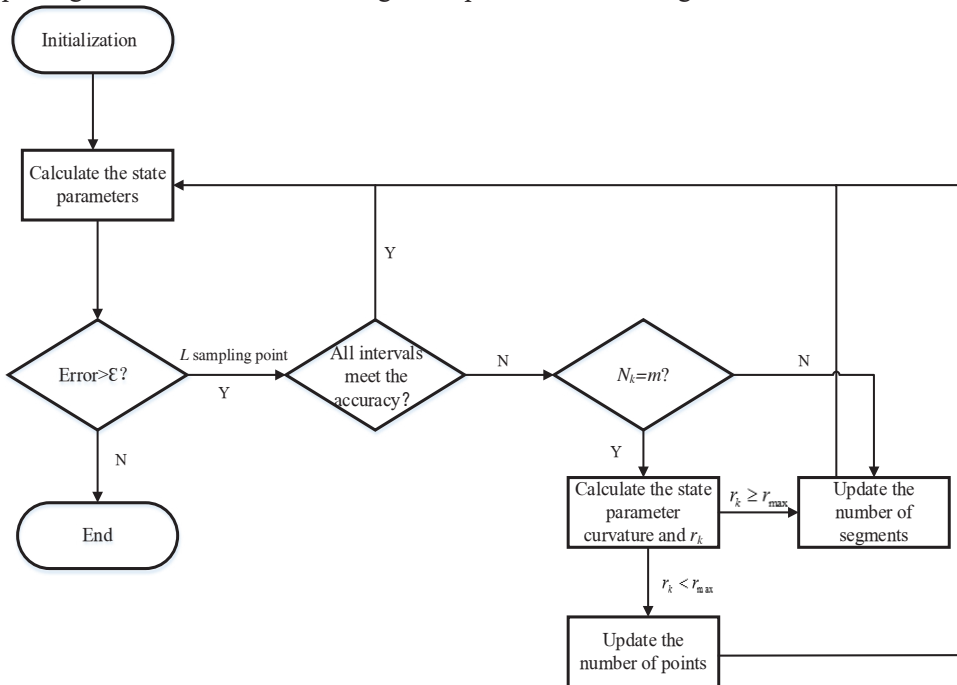 Initialization
Calculate the state
parameters
Error>ε?
L sampling point
Y
N
End
Y
All intervals
meet the
accuracy?
N
N_k=m?
N
Y
Calculate the state
parameter
curvature and r_k
r_k ≥ r_max
Update the
number of
segments
r_k < r_max
Update the
number of points